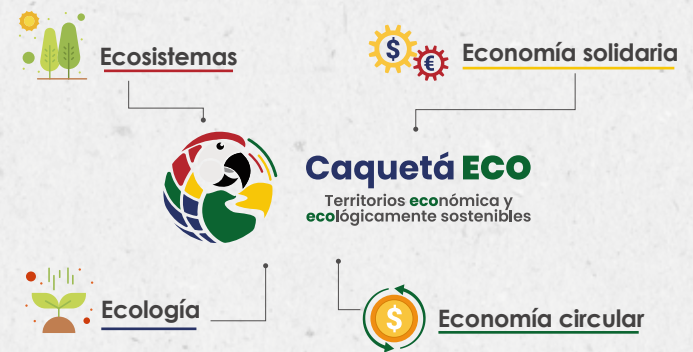 Ecosistemas
$
€
Economía solidaria
Caquetá ECO
Territorios económica y
ecológicamente sostenibles
Ecología
$
Economía circular